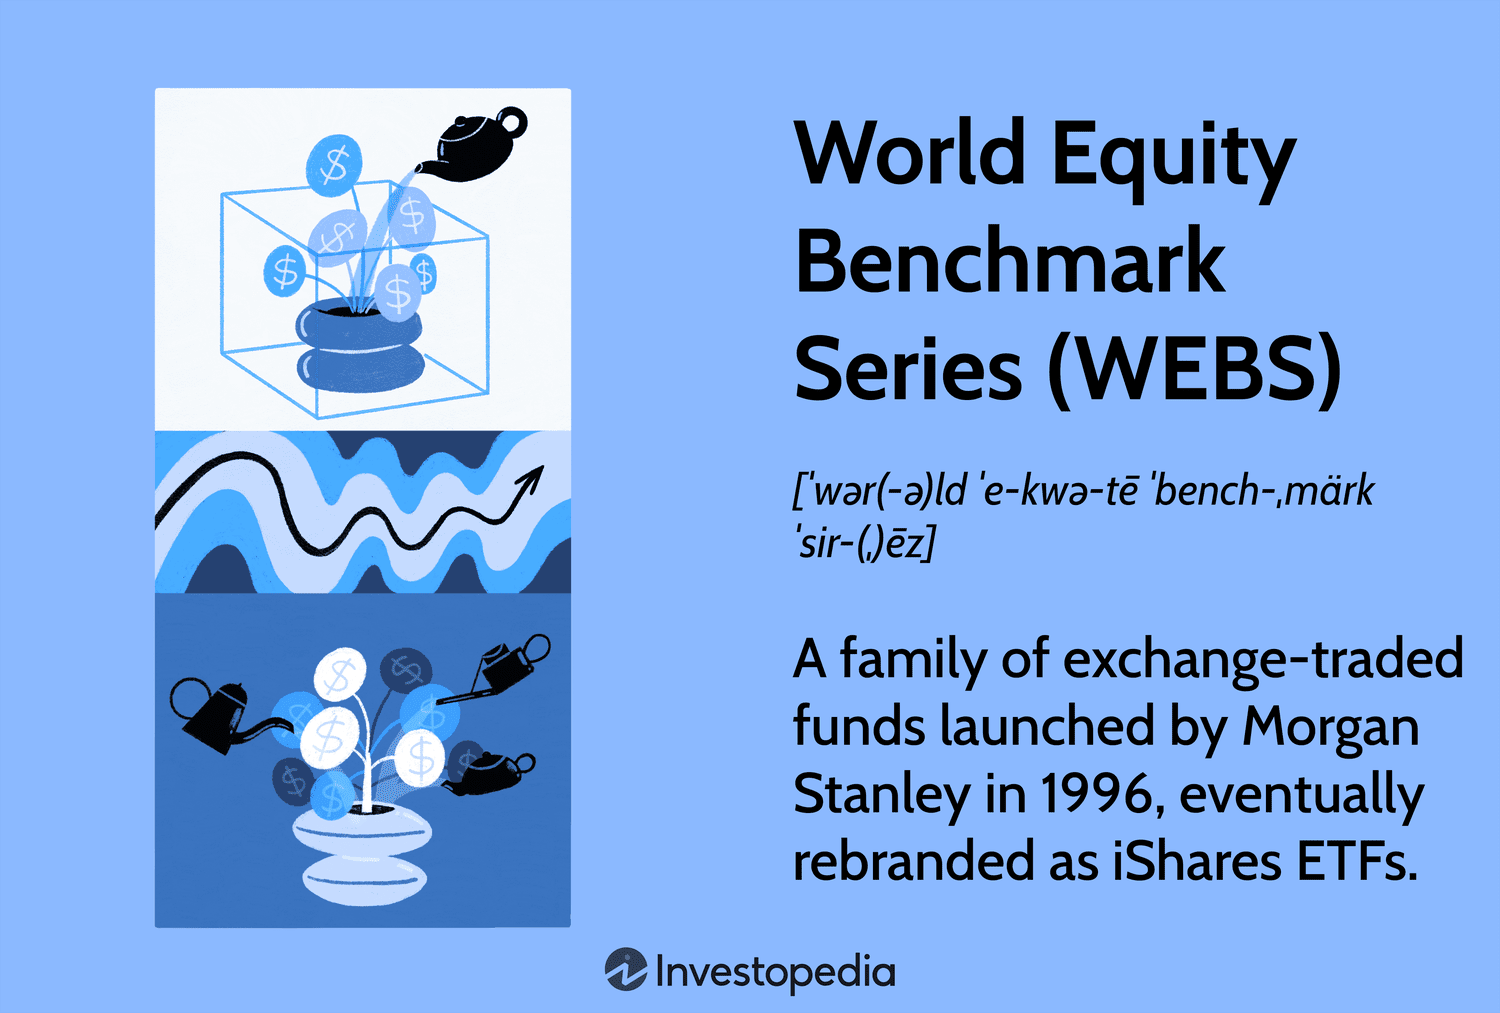 World Equity
Benchmark
Series (WEBS)
[ˈwər(-ə)ld ˈe-kwə-tē ˈbench-ˌmärk
ˈsir-(ˌ)ēz]
A family of exchange-traded
funds launched by Morgan
Stanley in 1996, eventually
rebranded as iShares ETFs.
Investopedia